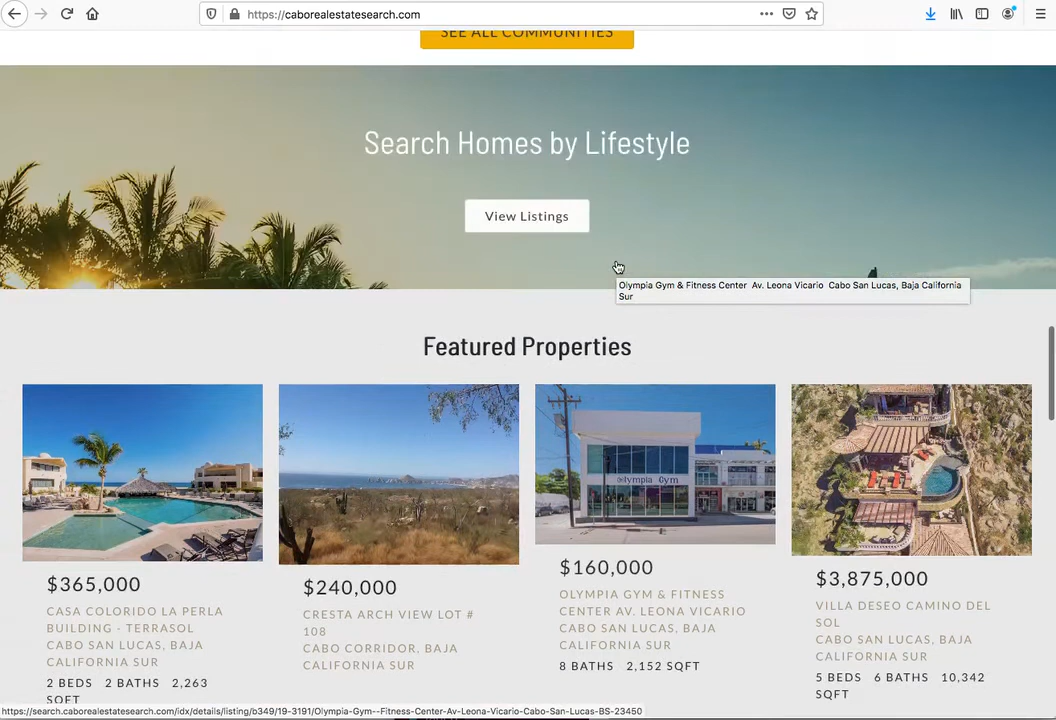 https://caborealestatesearch.com
SEE ALL COMMUNITIES
Search Homes by Lifestyle
View Listings
Olympia Gym & Fitness Center Av. Leona Vicario Cabo San Lucas, Baja California
Sur
Featured Properties
olympia Gym
$365,000
CASA COLORIDO LA PERLA
BUILDING - TERRASOL
CABO SAN LUCAS, BAJA
CALIFORNIA SUR
2 BEDS 2 BATHS 2,263
SQFT
$240,000
CRESTA ARCH VIEW LOT #
108
CABO CORRIDOR, BAJA
CALIFORNIA SUR
$160,000
OLYMPIA GYM & FITNESS
CENTER AV. LEONA VICARIO
CABO SAN LUCAS, BAJA
CALIFORNIA SUR
8 BATHS 2,152 SQFT
$3,875,000
VILLA DESEO CAMINO DEL
SOL
CABO SAN LUCAS, BAJA
CALIFORNIA SUR
5 BEDS 6 BATHS 10,342
SQFT
https://search.caborealestatesearch.com/idx/details/listing/b349/19-3191/Olympia-Gym--Fitness-Center-Av-Leona-Vicario-Cabo-San-Lucas-BS-23450